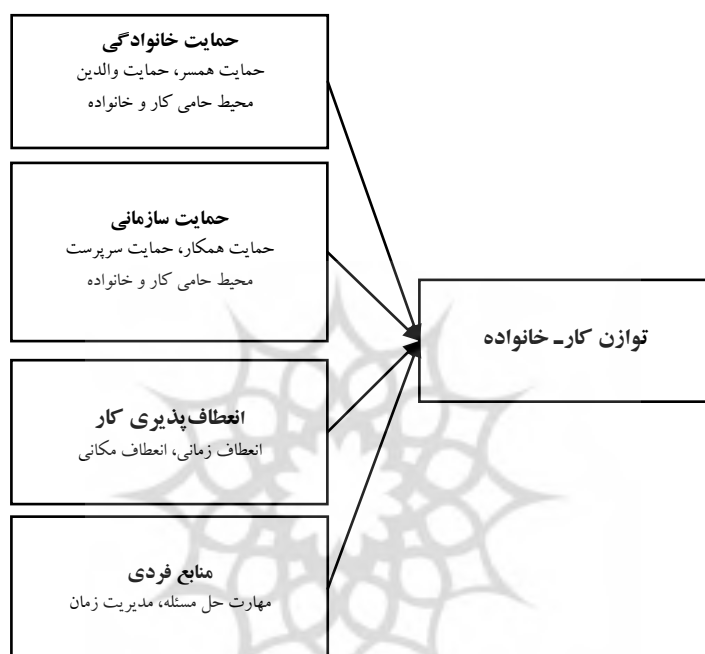 حمایت خانوادگی
حمایت همسر، حمایت والدین
محیط حامی کار و خانواده
حمایت سازمانی
حمایت همکار، حمایت سرپرست
محیط حامی کار و خانواده
انعطاف‌پذیری کار
انعطاف زمانی، انعطاف مکانی
منابع فردی
مهارت حل مسئله، مدیریت زمان
توازن کارـ خانواده